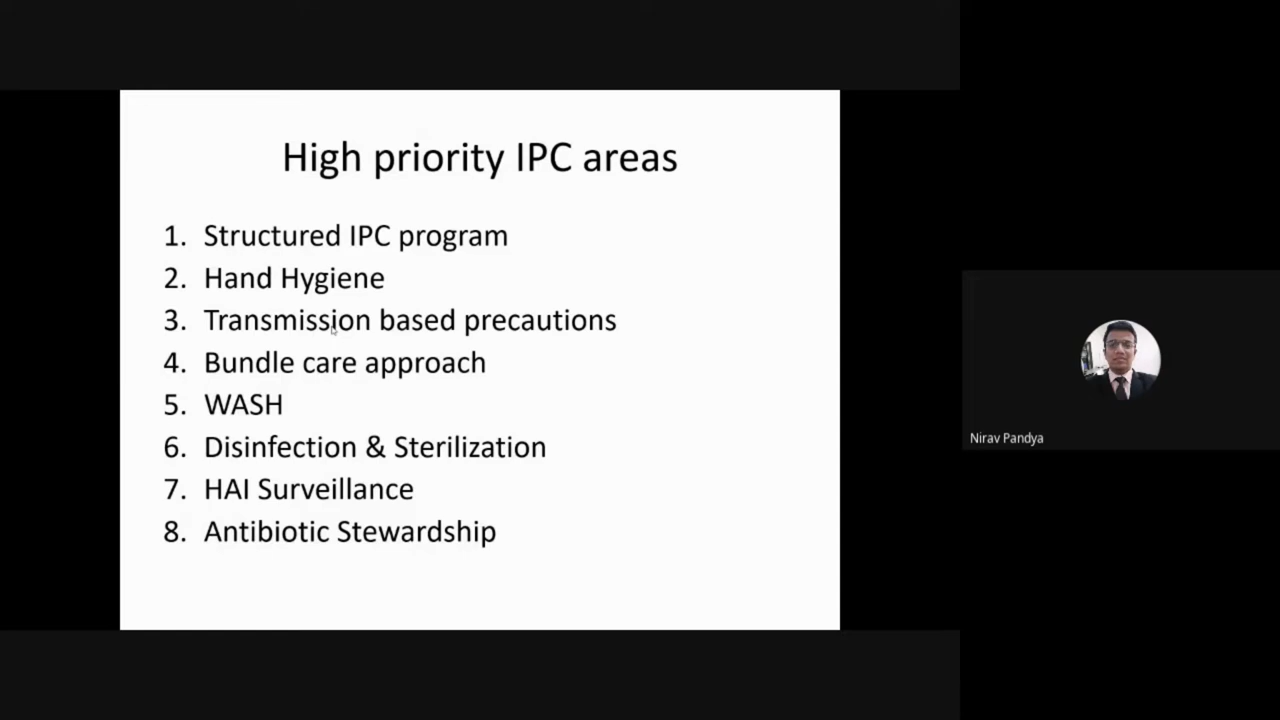 High priority IPC areas
1. Structured IPC program
2. Hand Hygiene
3. Transmission based precautions
4. Bundle care approach
5. WASH
6. Disinfection & Sterilization
7. HAI Surveillance
8. Antibiotic Stewardship
Nirav Pandya